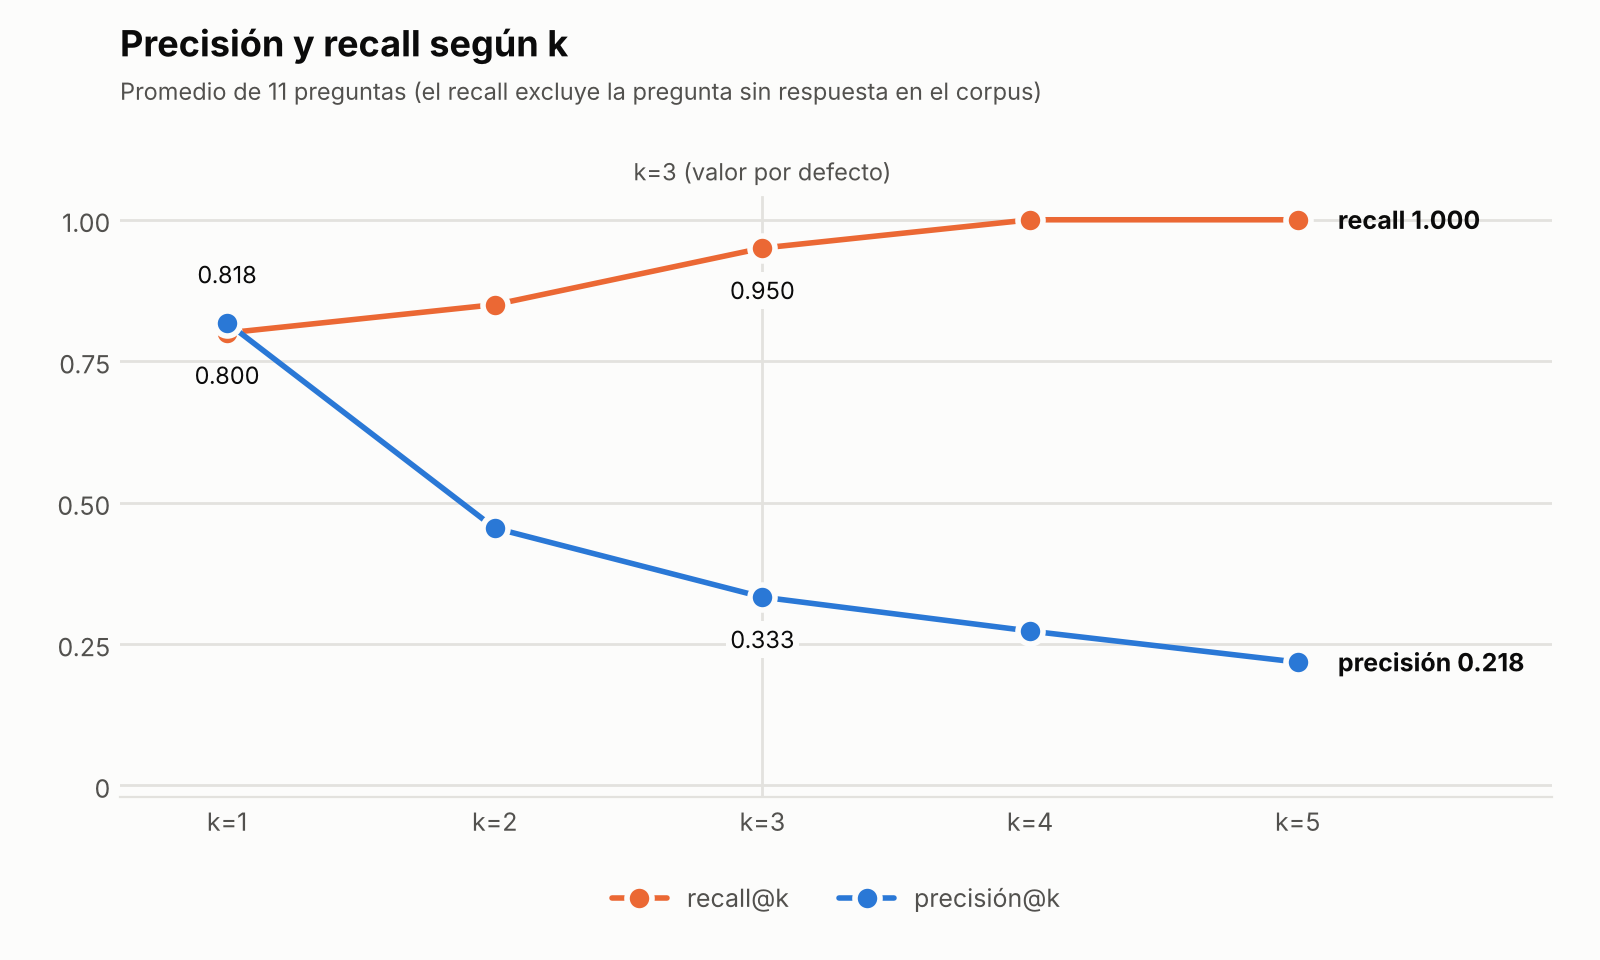 Precisión y recall según k
Promedio de 11 preguntas (el recall excluye la pregunta sin respuesta en el corpus)
k=3 (valor por defecto)
1.00
recall 1.000
0.818
0.950
0.75
0.800
0.50
0.333
0.25
precisión 0.218
0
k=1 k=2 k=3 k=4 k=5
recall@k precisión@k